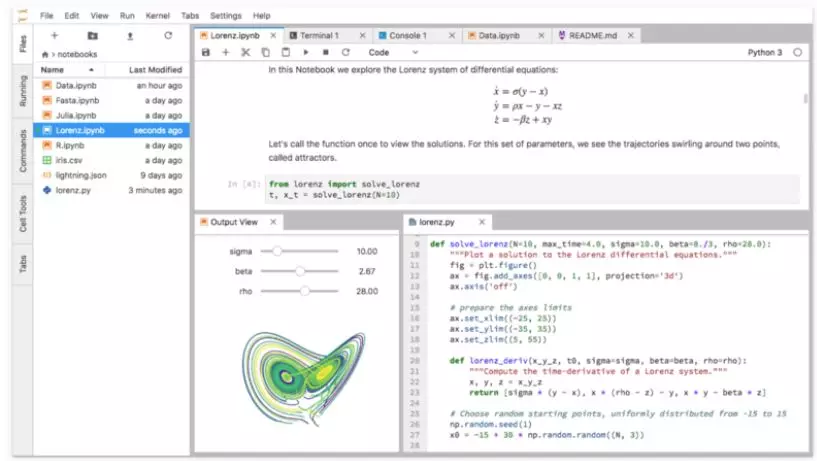 File Edit View Run Kernel Tabs Settings Help
Files
Running
Commands
Cell Tools
Tabs
notebooks
Name Last Modified
Data.ipynb an hour ago
Fasta.ipynb a day ago
Julia.ipynb a day ago
Lorenz.ipynb seconds ago
R.ipynb a day ago
iris.csv a day ago
lightning.json 9 days ago
lorenz.py 3 minutes ago
Lorenz.ipynb Terminal 1 Console 1 Data.ipynb README.md
Code Python 3
In this Notebook we explore the Lorenz system of differential equations:
ẋ = σ(y − x)
ẏ = ρx − y − xz
ż = −βz + xy
Let's call the function once to view the solutions. For this set of parameters, we see the trajectories swirling around two points,
called attractors.
In [4]: from lorenz import solve_lorenz
t, x_t = solve_lorenz(N=10)
Output View
sigma 10.00
beta 2.67
rho 28.00
lorenz.py
9 def solve_lorenz(N=10, max_time=4.0, sigma=10.0, beta=8./3, rho=28.0):
10 """Plot a solution to the Lorenz differential equations."""
11 fig = plt.figure()
12 ax = fig.add_axes([0, 0, 1, 1], projection='3d')
13 ax.axis('off')
14
15 # prepare the axes limits
16 ax.set_xlim((-25, 25))
17 ax.set_ylim((-35, 35))
18 ax.set_zlim((5, 55))
19
20 def lorenz_deriv(x_y_z, t0, sigma=sigma, beta=beta, rho=rho):
21 """Compute the time-derivative of a Lorenz system."""
22 x, y, z = x_y_z
23 return [sigma * (y - x), x * (rho - z) - y, x * y - beta * z]
24
25 # Choose random starting points, uniformly distributed from -15 to 15
26 np.random.seed(1)
27 x0 = -15 + 30 * np.random.random((N, 3))
28